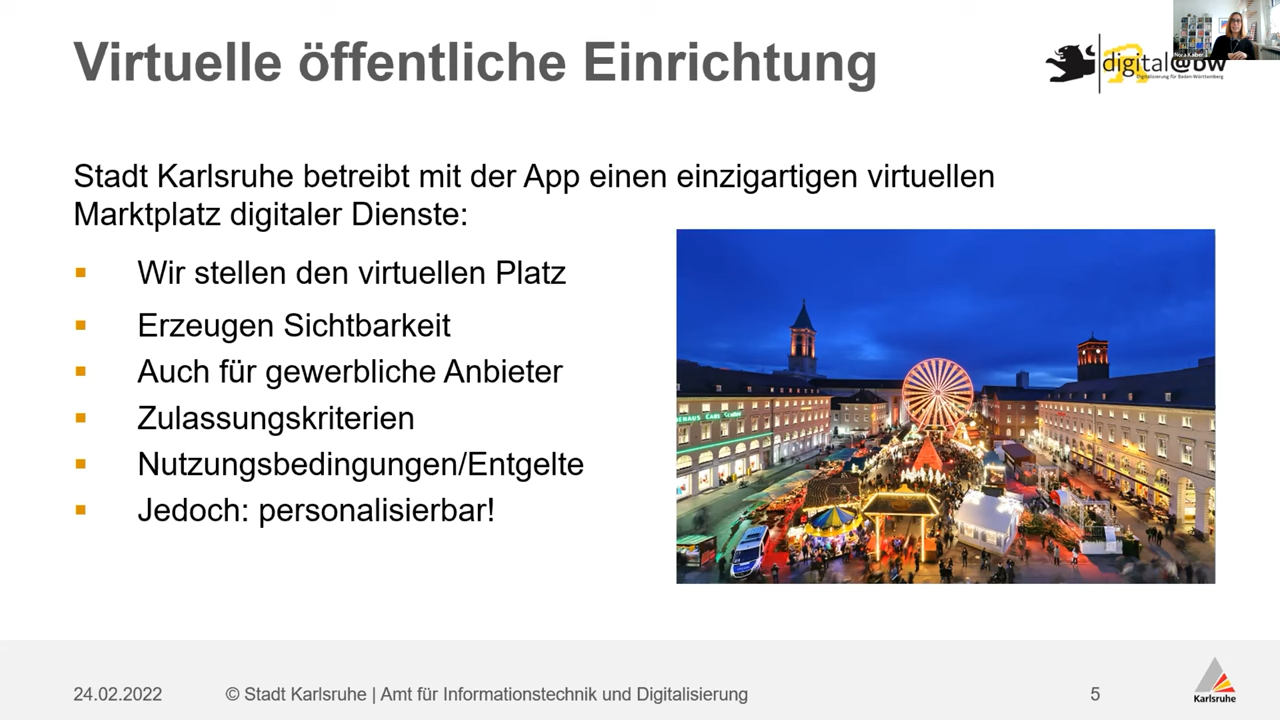 Virtuelle öffentliche Einrichtung
digital@bw
Digitalisierung für Baden-Württemberg
Stadt Karlsruhe betreibt mit der App einen einzigartigen virtuellen
Marktplatz digitaler Dienste:
Wir stellen den virtuellen Platz
Erzeugen Sichtbarkeit
Auch für gewerbliche Anbieter
Zulassungskriterien
Nutzungsbedingungen/Entgelte
Jedoch: personalisierbar!
24.02.2022
© Stadt Karlsruhe | Amt für Informationstechnik und Digitalisierung
5
Karlsruhe